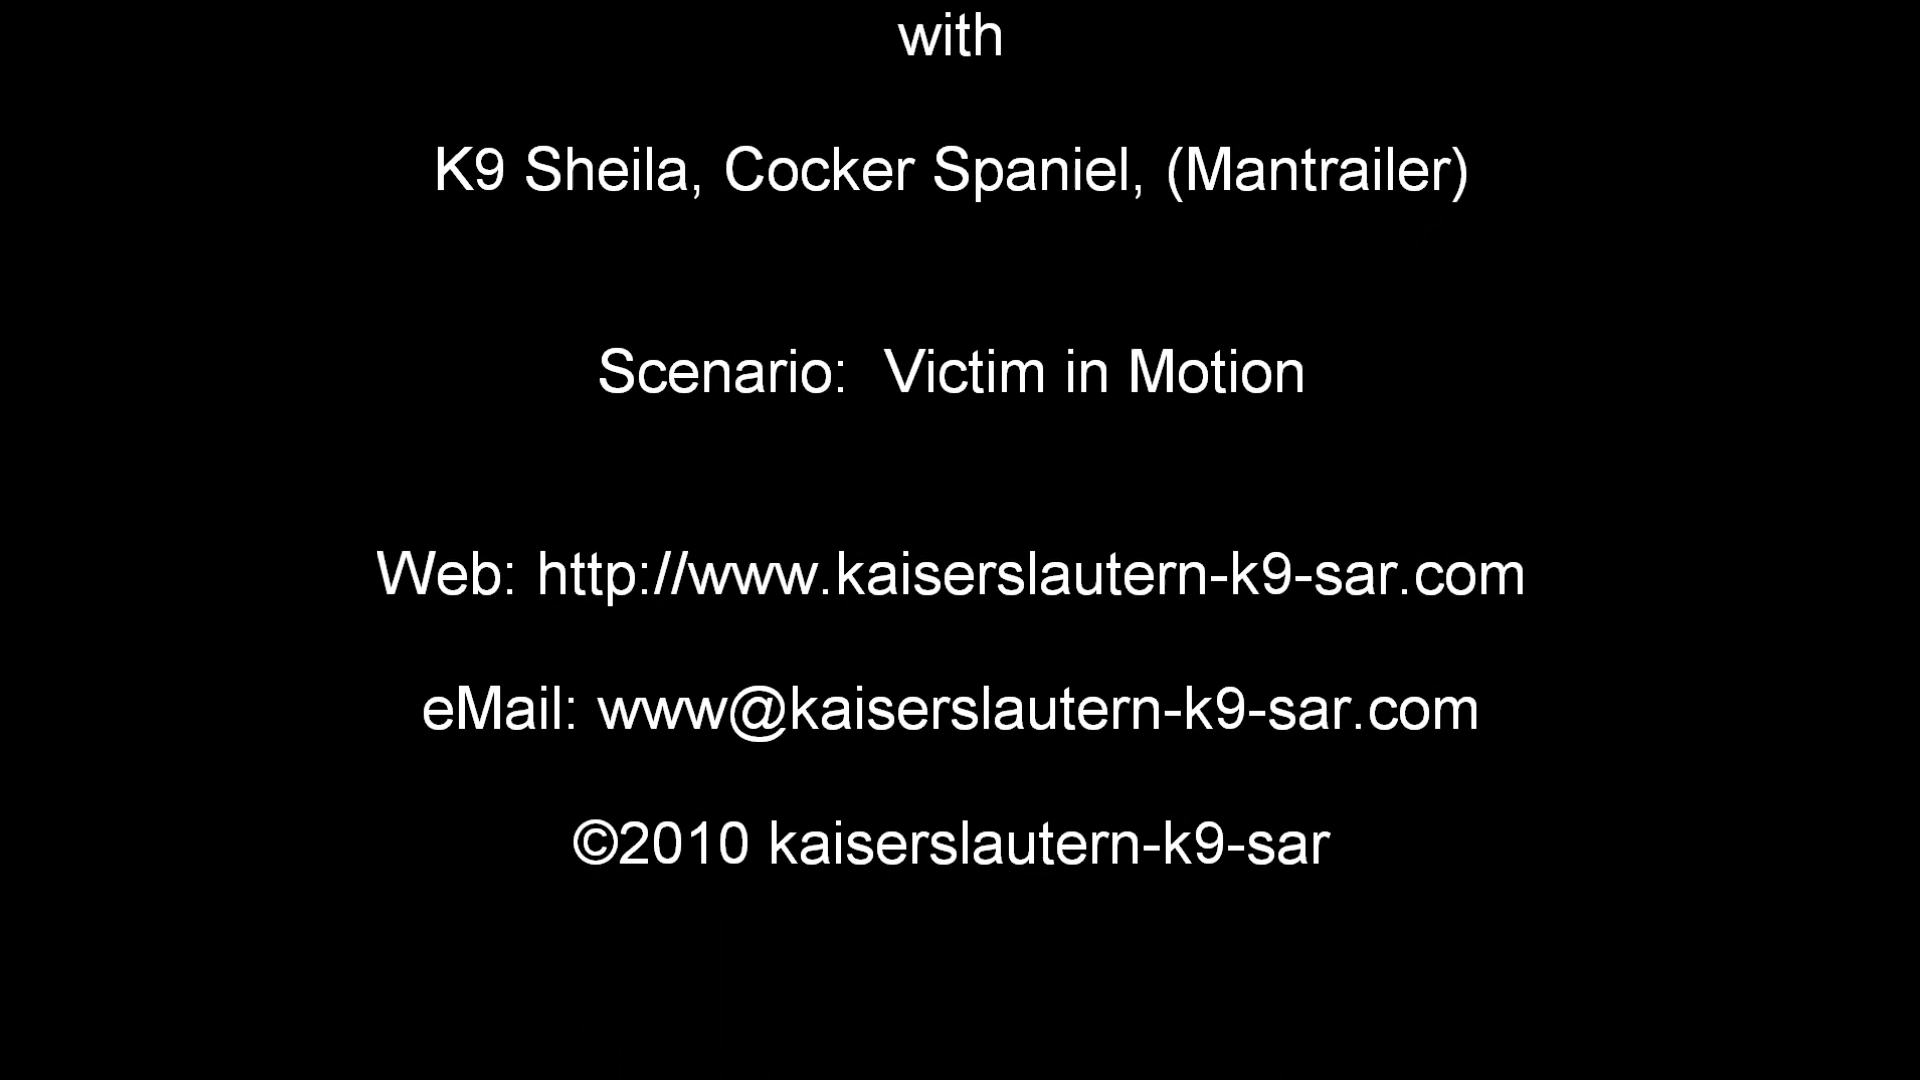 with
K9 Sheila, Cocker Spaniel, (Mantrailer)
Scenario:  Victim in Motion
Web: http://www.kaiserslautern-k9-sar.com
eMail: www@kaiserslautern-k9-sar.com
©2010 kaiserslautern-k9-sar